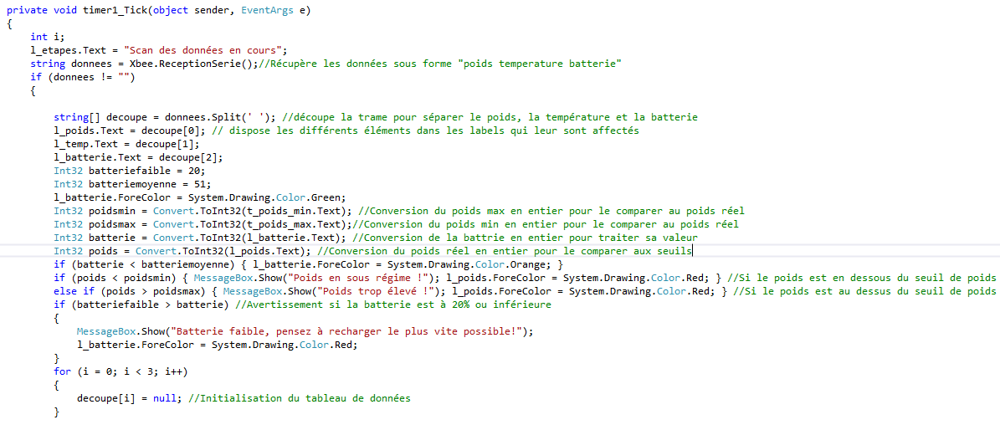 private void timer1_Tick(object sender, EventArgs e)
{
    int i;
    l_etapes.Text = "Scan des données en cours";
    string donnees = Xbee.ReceptionSerie();//Récupère les données sous forme "poids temperature batterie"
    if (donnees != "")
    {

        string[] decoupe = donnees.Split(' '); //découpe la trame pour séparer le poids, la température et la batterie
        l_poids.Text = decoupe[0]; // dispose les différents éléments dans les labels qui leur sont affectés
        l_temp.Text = decoupe[1];
        l_batterie.Text = decoupe[2];
        Int32 batteriefaible = 20;
        Int32 batteriemoyenne = 51;
        l_batterie.ForeColor = System.Drawing.Color.Green;
        Int32 poidsmin = Convert.ToInt32(t_poids_min.Text); //Conversion du poids max en entier pour le comparer au poids réel
        Int32 poidsmax = Convert.ToInt32(t_poids_max.Text);//Conversion du poids min en entier pour le comparer au poids réel
        Int32 batterie = Convert.ToInt32(l_batterie.Text); //Conversion de la battrie en entier pour traiter sa valeur
        Int32 poids = Convert.ToInt32(l_poids.Text); //Conversion du poids réel en entier pour le comparer aux seuils
        if (batterie < batteriemoyenne) { l_batterie.ForeColor = System.Drawing.Color.Orange; }
        if (poids < poidsmin) { MessageBox.Show("Poids en sous régime !"); l_poids.ForeColor = System.Drawing.Color.Red; } //Si le poids est en dessous du seuil de poids
        else if (poids > poidsmax) { MessageBox.Show("Poids trop élevé !"); l_poids.ForeColor = System.Drawing.Color.Red; } //Si le poids est au dessus du seuil de poids
        if (batteriefaible > batterie) //Avertissement si la batterie est à 20% ou inférieure
        {
            MessageBox.Show("Batterie faible, pensez à recharger le plus vite possible!");
            l_batterie.ForeColor = System.Drawing.Color.Red;
        }
        for (i = 0; i < 3; i++)
        {
            decoupe[i] = null; //Initialisation du tableau de données
        }